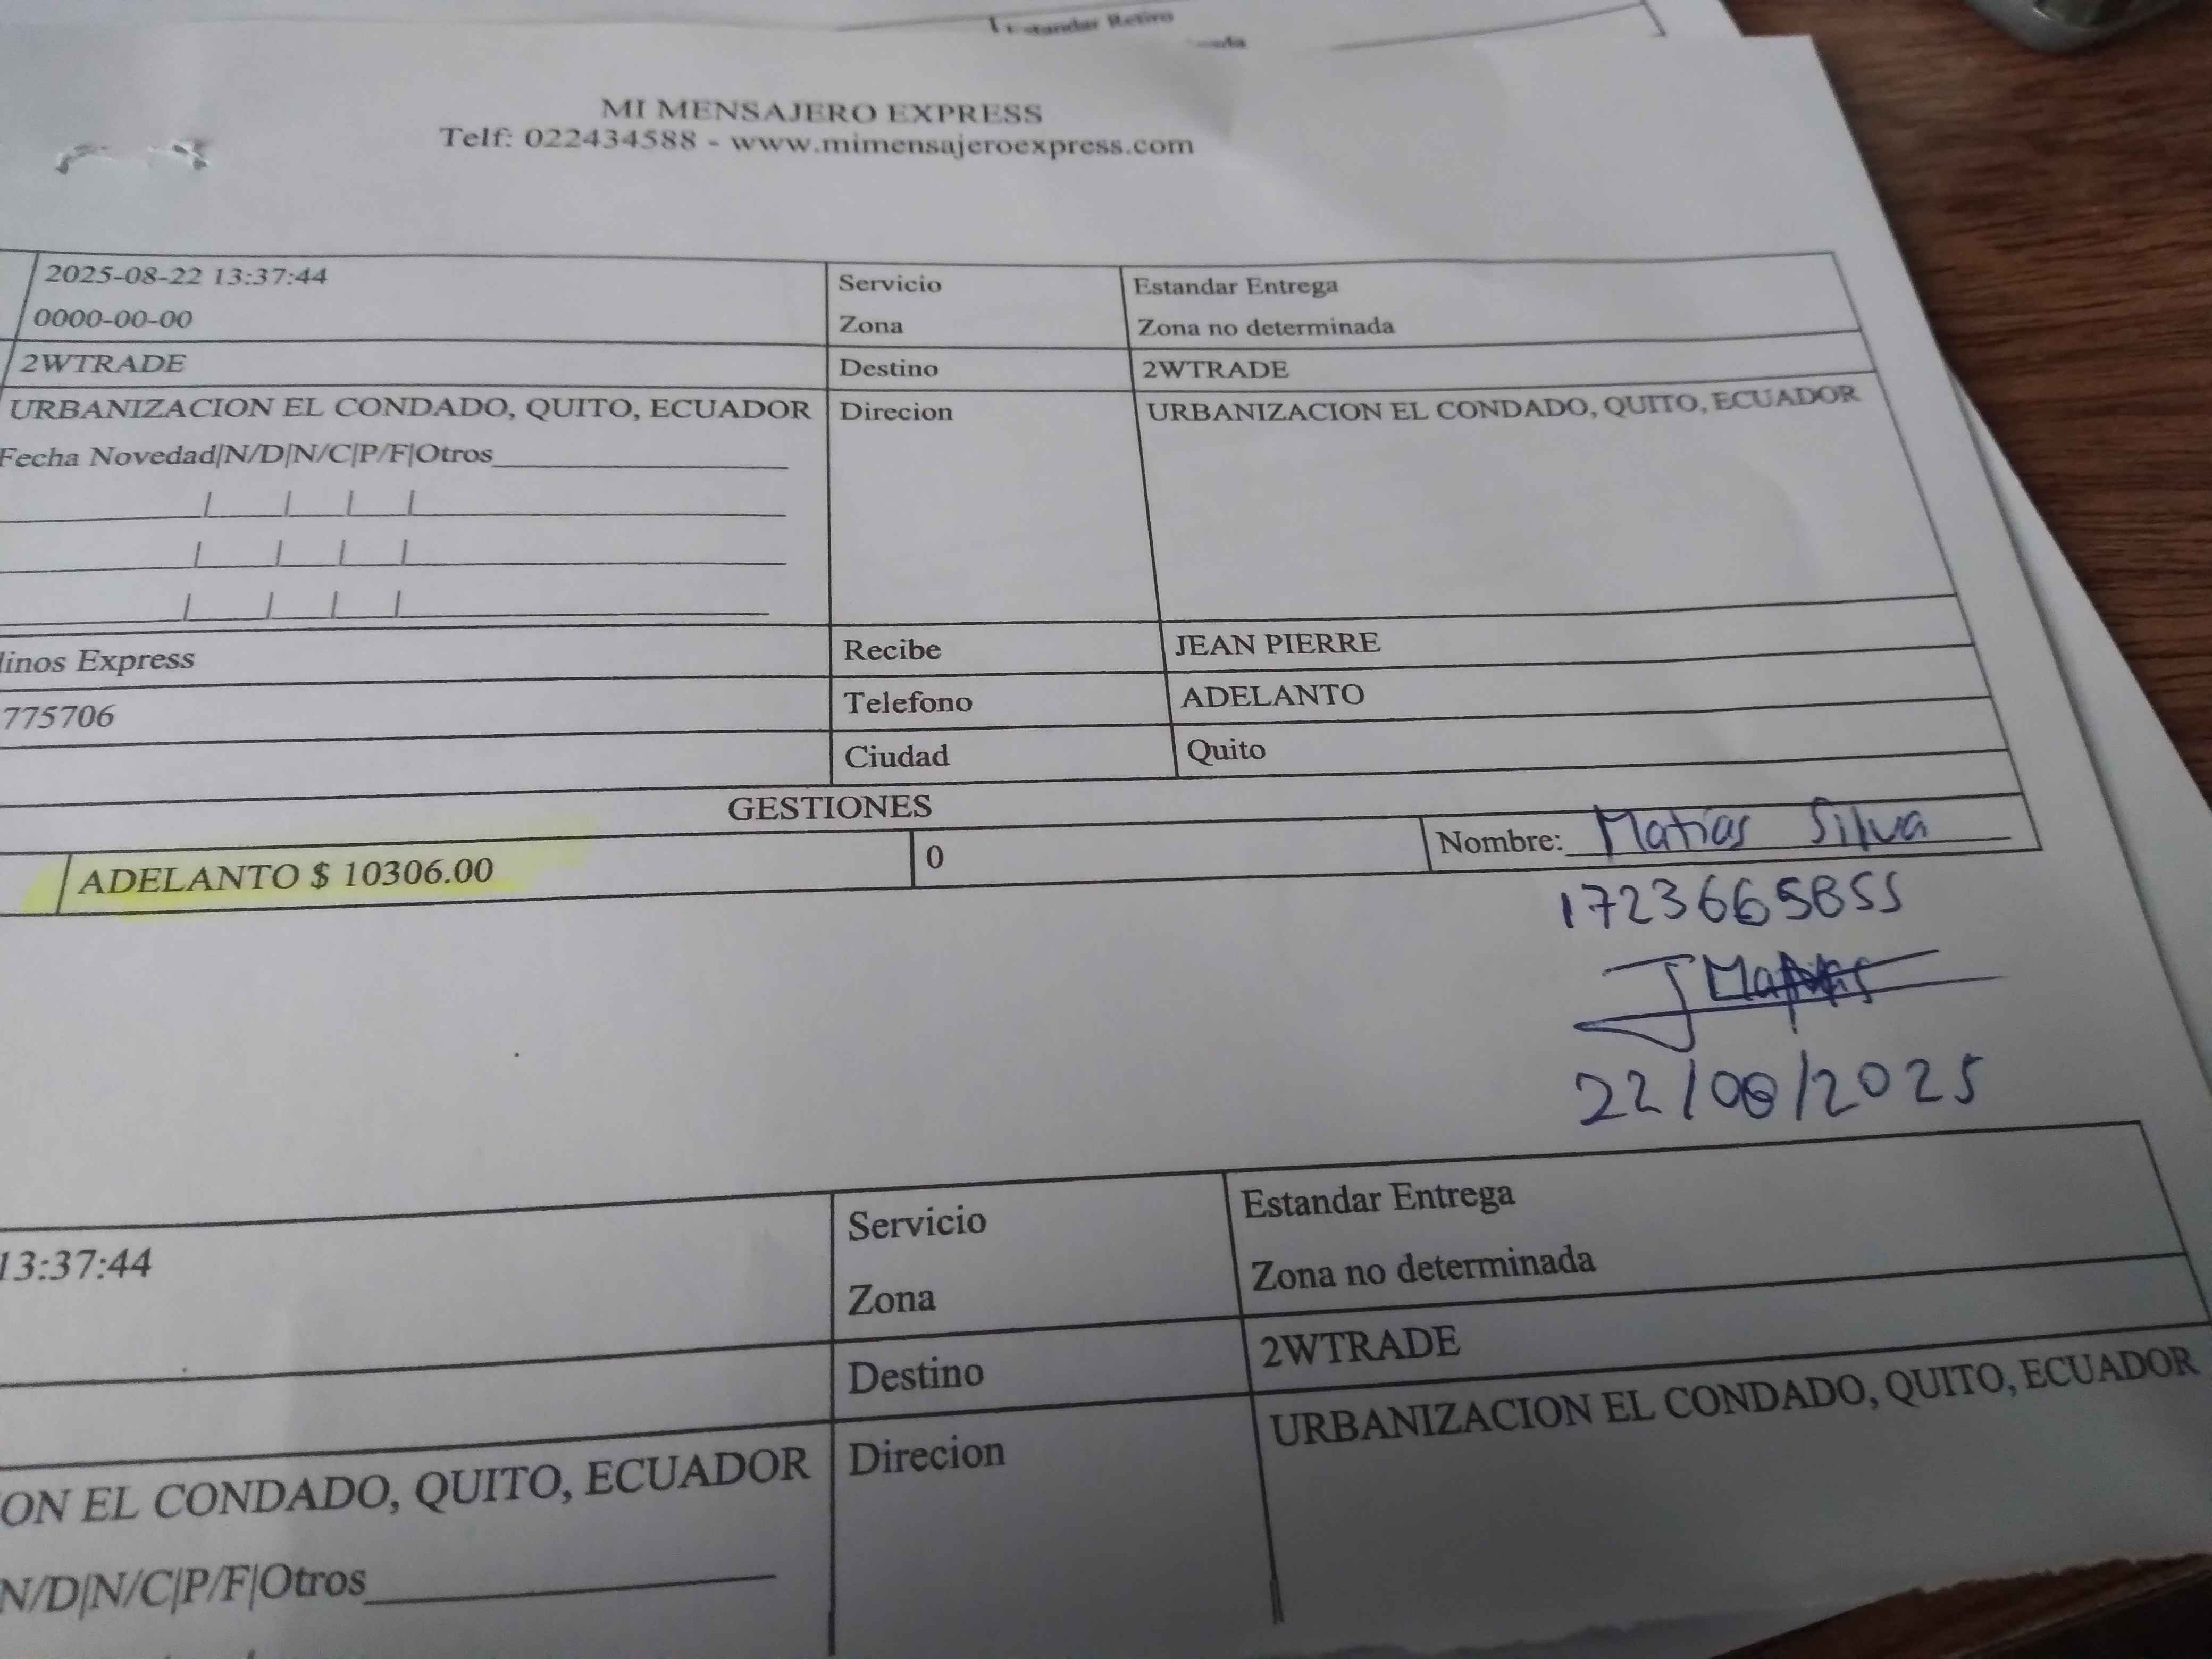 MI MENSAJERO EXPRESS
Telf: 022434588 - www.mimensajeroexpress.com
2025-08-22 13:37:44 Servicio Estandar Entrega
0000-00-00 Zona Zona no determinada
2WTRADE Destino 2WTRADE
URBANIZACION EL CONDADO, QUITO, ECUADOR Direcion URBANIZACION EL CONDADO, QUITO, ECUADOR
Fecha Novedad|N/D|N/C|P/F|Otros
linos Express Recibe JEAN PIERRE
775706 Telefono ADELANTO
Ciudad Quito
GESTIONES
ADELANTO $ 10306.00 0 Nombre: Matías Silva
22/08/2025
13:37:44 Servicio Estandar Entrega
Zona Zona no determinada
Destino 2WTRADE
ON EL CONDADO, QUITO, ECUADOR Direcion URBANIZACION EL CONDADO, QUITO, ECUADOR
N/D|N/C|P/F|Otros